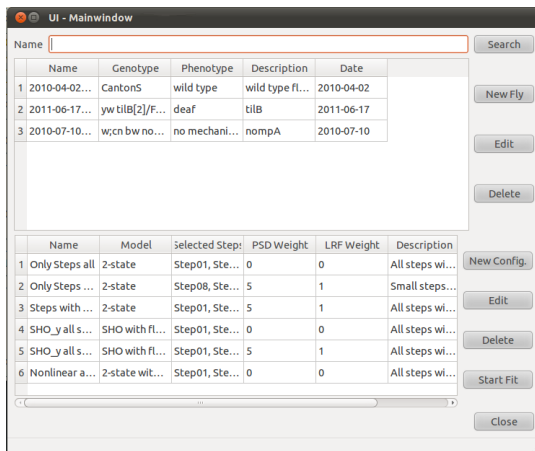 UI - Mainwindow
Name Search
Name Genotype Phenotype Description Date
1 2010-04-02... CantonS wild type wild type fl... 2010-04-02
New Fly
2 2011-06-17... yw tilB[2]/F... deaf tilB 2011-06-17
3 2010-07-10... w;cn bw no... no mechani... nompA 2010-07-10
Edit
Delete
Name Model Selected Steps PSD Weight LRF Weight Description
New Config.
1 Only Steps all 2-state Step01, Ste... 0 0 All steps wi...
2 Only Steps ... 2-state Step08, Ste... 5 1 Small steps...
Edit
3 Steps with ... 2-state Step01, Ste... 5 1 All steps wi...
4 SHO_y all s... SHO with fl... Step01, Ste... 0 0 All steps wi...
Delete
5 SHO_y all s... SHO with fl... Step01, Ste... 5 1 All steps wi...
6 Nonlinear a... 2-state wit... Step01, Ste... 0 0 All steps wi...
Start Fit
Close